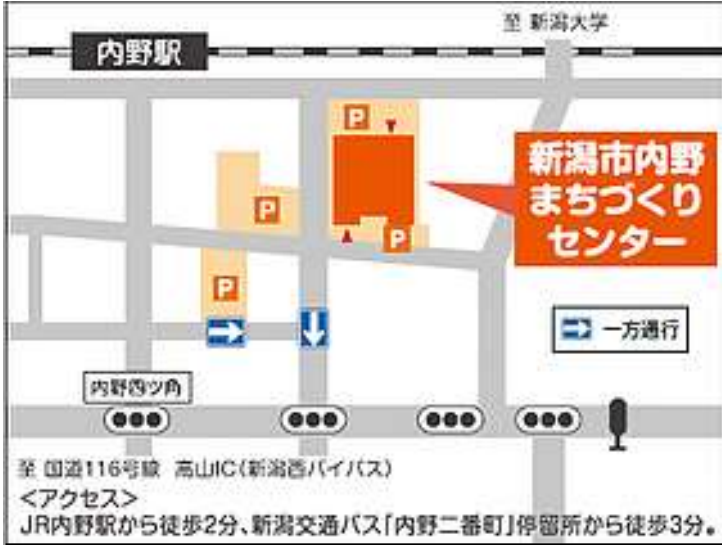 至 新潟大学
内野駅
P
新潟市内野
まちづくり
センター
P
P
P
一方通行
内野四ツ角
至 国道116号線 高山IC(新潟西バイパス)
<アクセス>
JR内野駅から徒歩2分、新潟交通バス「内野二番町」停留所から徒歩3分。